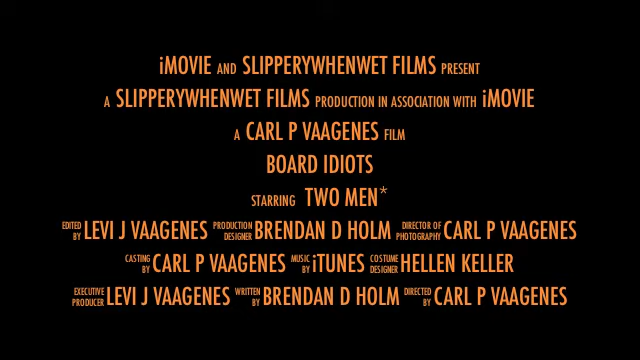 iMOVIE AND SLIPPERYWHENWET FILMS PRESENT
A SLIPPERYWHENWET FILMS PRODUCTION IN ASSOCIATION WITH iMOVIE
A CARL P VAAGENES FILM
BOARD IDIOTS
STARRING TWO MEN*
EDITED BY LEVI J VAAGENES PRODUCTION DESIGNER BRENDAN D HOLM DIRECTOR OF PHOTOGRAPHY CARL P VAAGENES
CASTING BY CARL P VAAGENES MUSIC BY iTUNES COSTUME DESIGNER HELLEN KELLER
EXECUTIVE PRODUCER LEVI J VAAGENES WRITTEN BY BRENDAN D HOLM DIRECTED BY CARL P VAAGENES